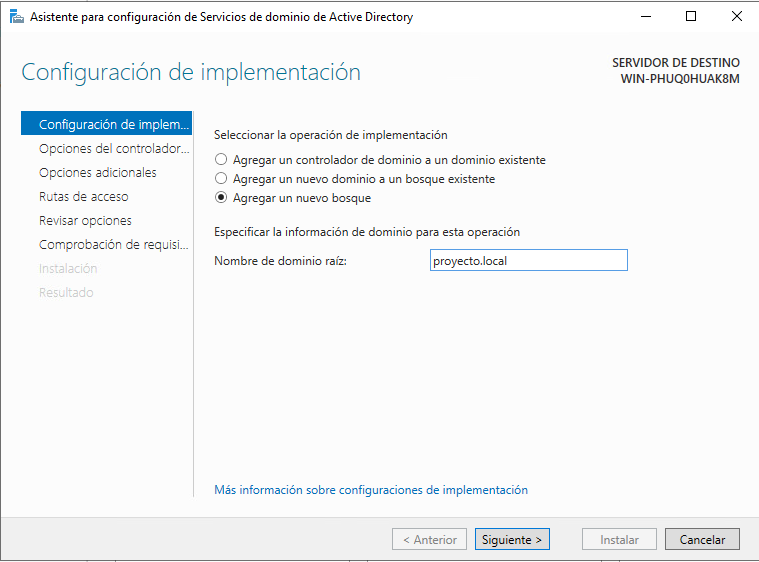 Asistente para configuración de Servicios de dominio de Active Directory
Configuración de implementación
SERVIDOR DE DESTINO
WIN-PHUQ0HUAK8M
Configuración de implem...
Opciones del controlador...
Opciones adicionales
Rutas de acceso
Revisar opciones
Comprobación de requisi...
Instalación
Resultado
Seleccionar la operación de implementación
Agregar un controlador de dominio a un dominio existente
Agregar un nuevo dominio a un bosque existente
Agregar un nuevo bosque
Especificar la información de dominio para esta operación
Nombre de dominio raíz: proyecto.local
Más información sobre configuraciones de implementación
< Anterior Siguiente > Instalar Cancelar